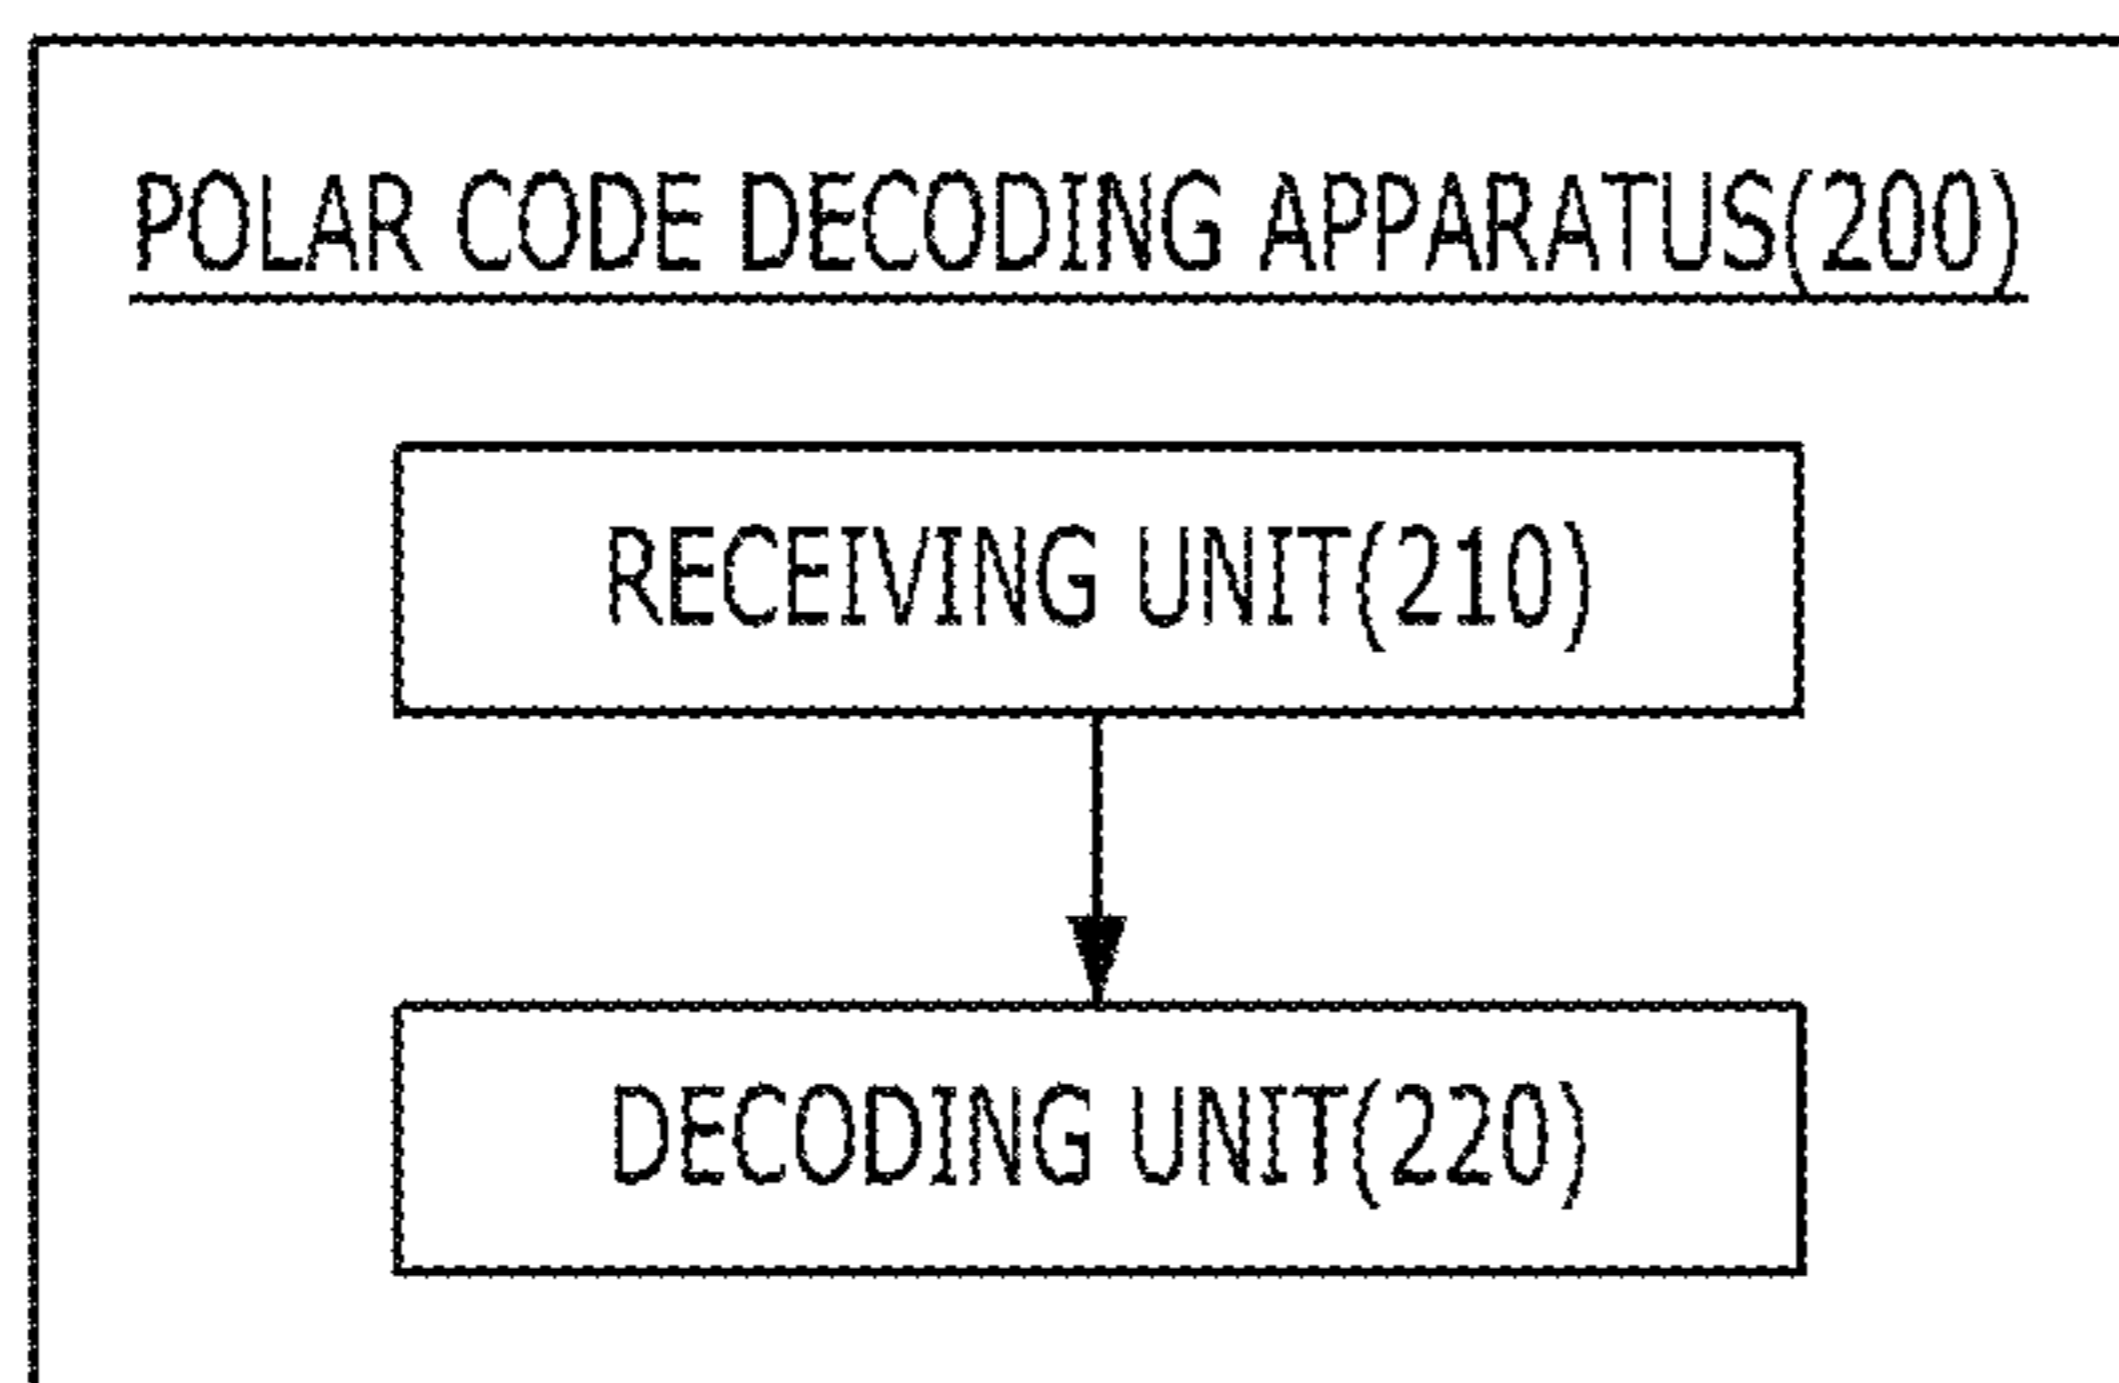 POLAR CODE DECODING APPARATUS(200)
RECEIVING UNIT(210)
DECODING UNIT(220)